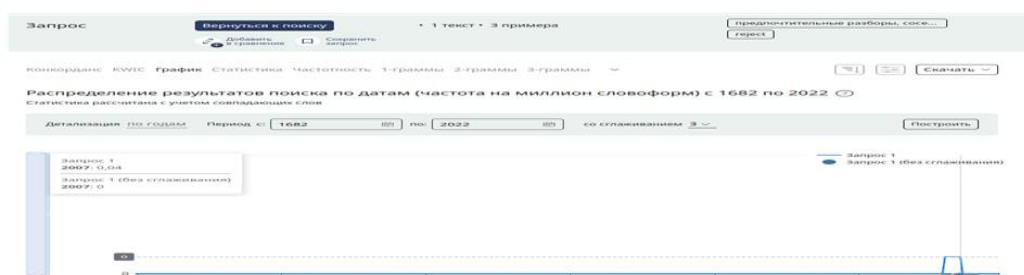 Запрос
Вернуться к поиску
• 1 текст • 3 примера
предпочтительные разборы, сосе...
reject
Добавить в сравнение
Сохранить запрос
Конкорданс KWIC График Статистика Частотность 1-граммы 2-граммы 3-граммы
Скачать
Распределение результатов поиска по датам (частота на миллион словоформ) с 1682 по 2022
Статистика рассчитана с учетом совпадающих слов
Детализация по годам Период с: 1682 по: 2022 со сглаживанием 3 Построить
Запрос 1
2007: 0,04
Запрос 1 (без сглаживания)
2007: 0
Запрос 1
Запрос 1 (без сглаживания)
0
0